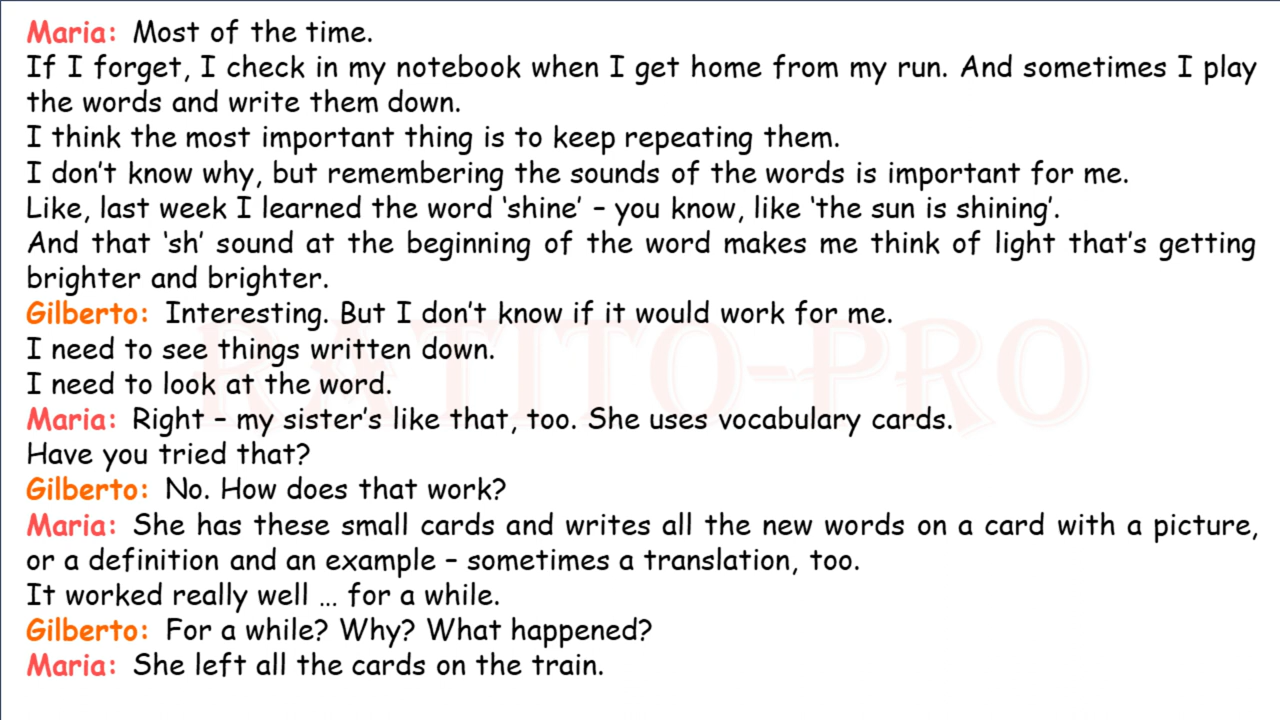 Maria: Most of the time.
If I forget, I check in my notebook when I get home from my run. And sometimes I play
the words and write them down.
I think the most important thing is to keep repeating them.
I don't know why, but remembering the sounds of the words is important for me.
Like, last week I learned the word ‘shine’ – you know, like ‘the sun is shining’.
And that ‘sh’ sound at the beginning of the word makes me think of light that's getting
brighter and brighter.
Gilberto: Interesting. But I don't know if it would work for me.
I need to see things written down.
I need to look at the word.
RATITO-PRO
Maria: Right – my sister's like that, too. She uses vocabulary cards.
Have you tried that?
Gilberto: No. How does that work?
Maria: She has these small cards and writes all the new words on a card with a picture,
or a definition and an example – sometimes a translation, too.
It worked really well … for a while.
Gilberto: For a while? Why? What happened?
Maria: She left all the cards on the train.